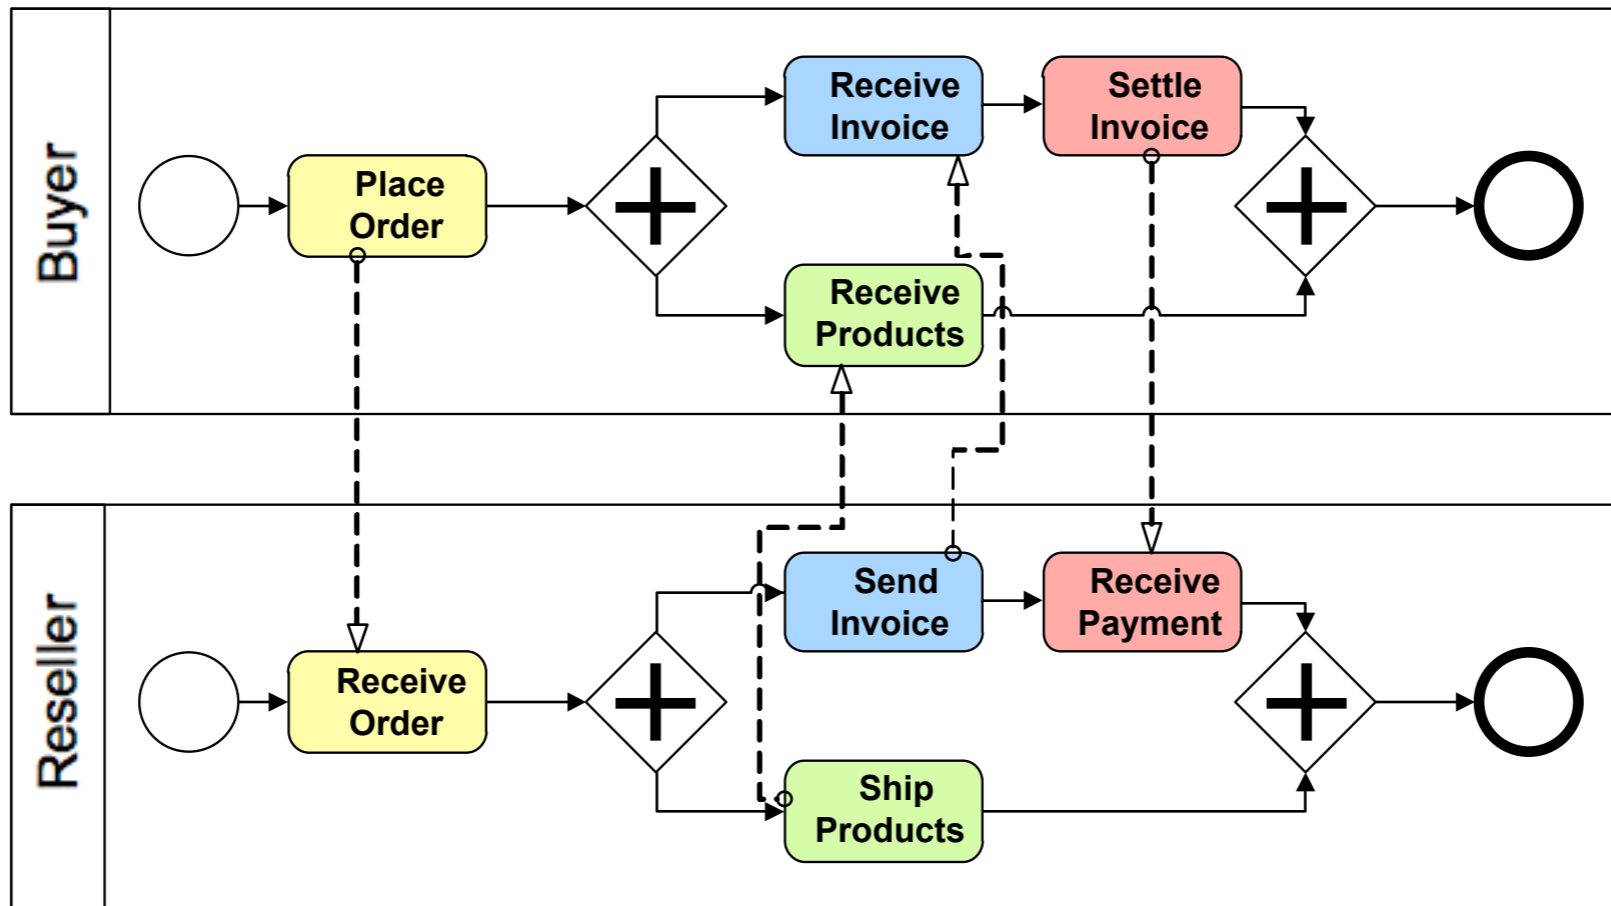 Buyer
Place
Order
Receive
Invoice
Settle
Invoice
Receive
Products
Reseller
Receive
Order
Send
Invoice
Receive
Payment
Ship
Products